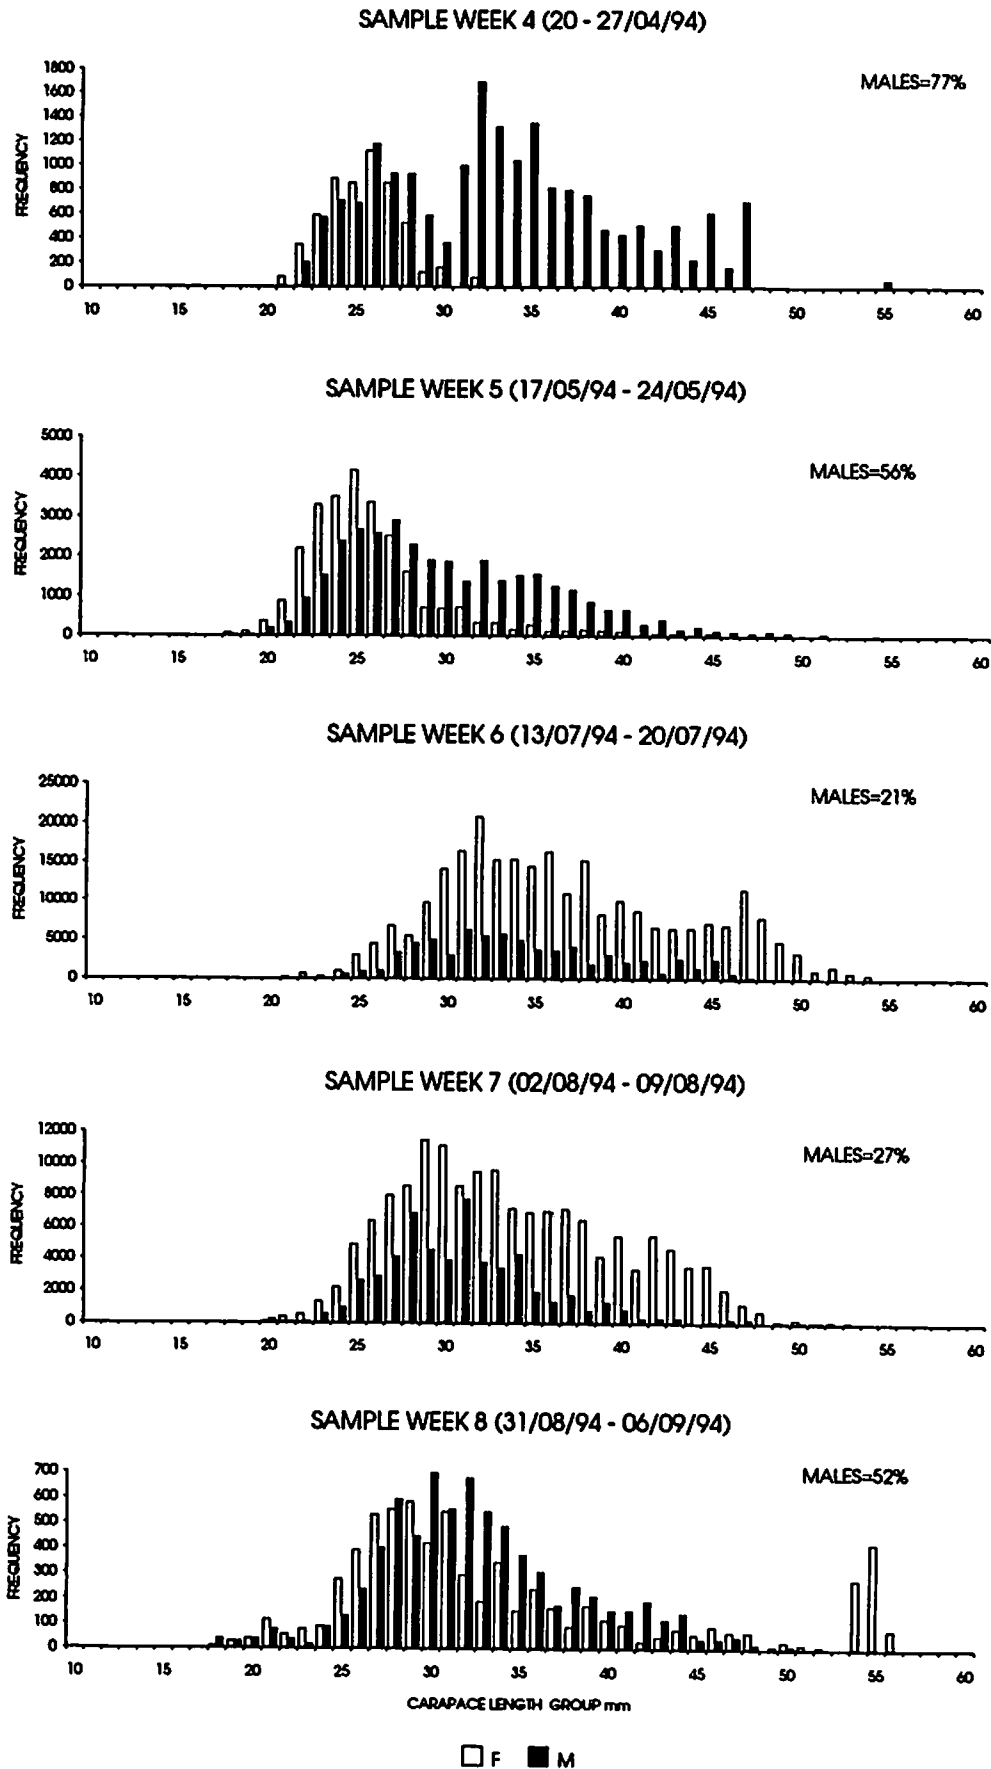 SAMPLE WEEK 4 (20 - 27/04/94)
MALES=77%
FREQUENCY
1800
1600
1400
1200
1000
800
600
400
200
0
10 15 20 25 30 35 40 45 50 55 60
SAMPLE WEEK 5 (17/05/94 - 24/05/94)
MALES=56%
FREQUENCY
5000
4000
3000
2000
1000
0
10 15 20 25 30 35 40 45 50 55 60
SAMPLE WEEK 6 (13/07/94 - 20/07/94)
MALES=21%
FREQUENCY
25000
20000
15000
10000
5000
0
10 15 20 25 30 35 40 45 50 55 60
SAMPLE WEEK 7 (02/08/94 - 09/08/94)
MALES=27%
FREQUENCY
12000
10000
8000
6000
4000
2000
0
10 15 20 25 30 35 40 45 50 55 60
SAMPLE WEEK 8 (31/08/94 - 06/09/94)
MALES=52%
FREQUENCY
700
600
500
400
300
200
100
0
10 15 20 25 30 35 40 45 50 55 60
CARAPACE LENGTH GROUP mm
F M